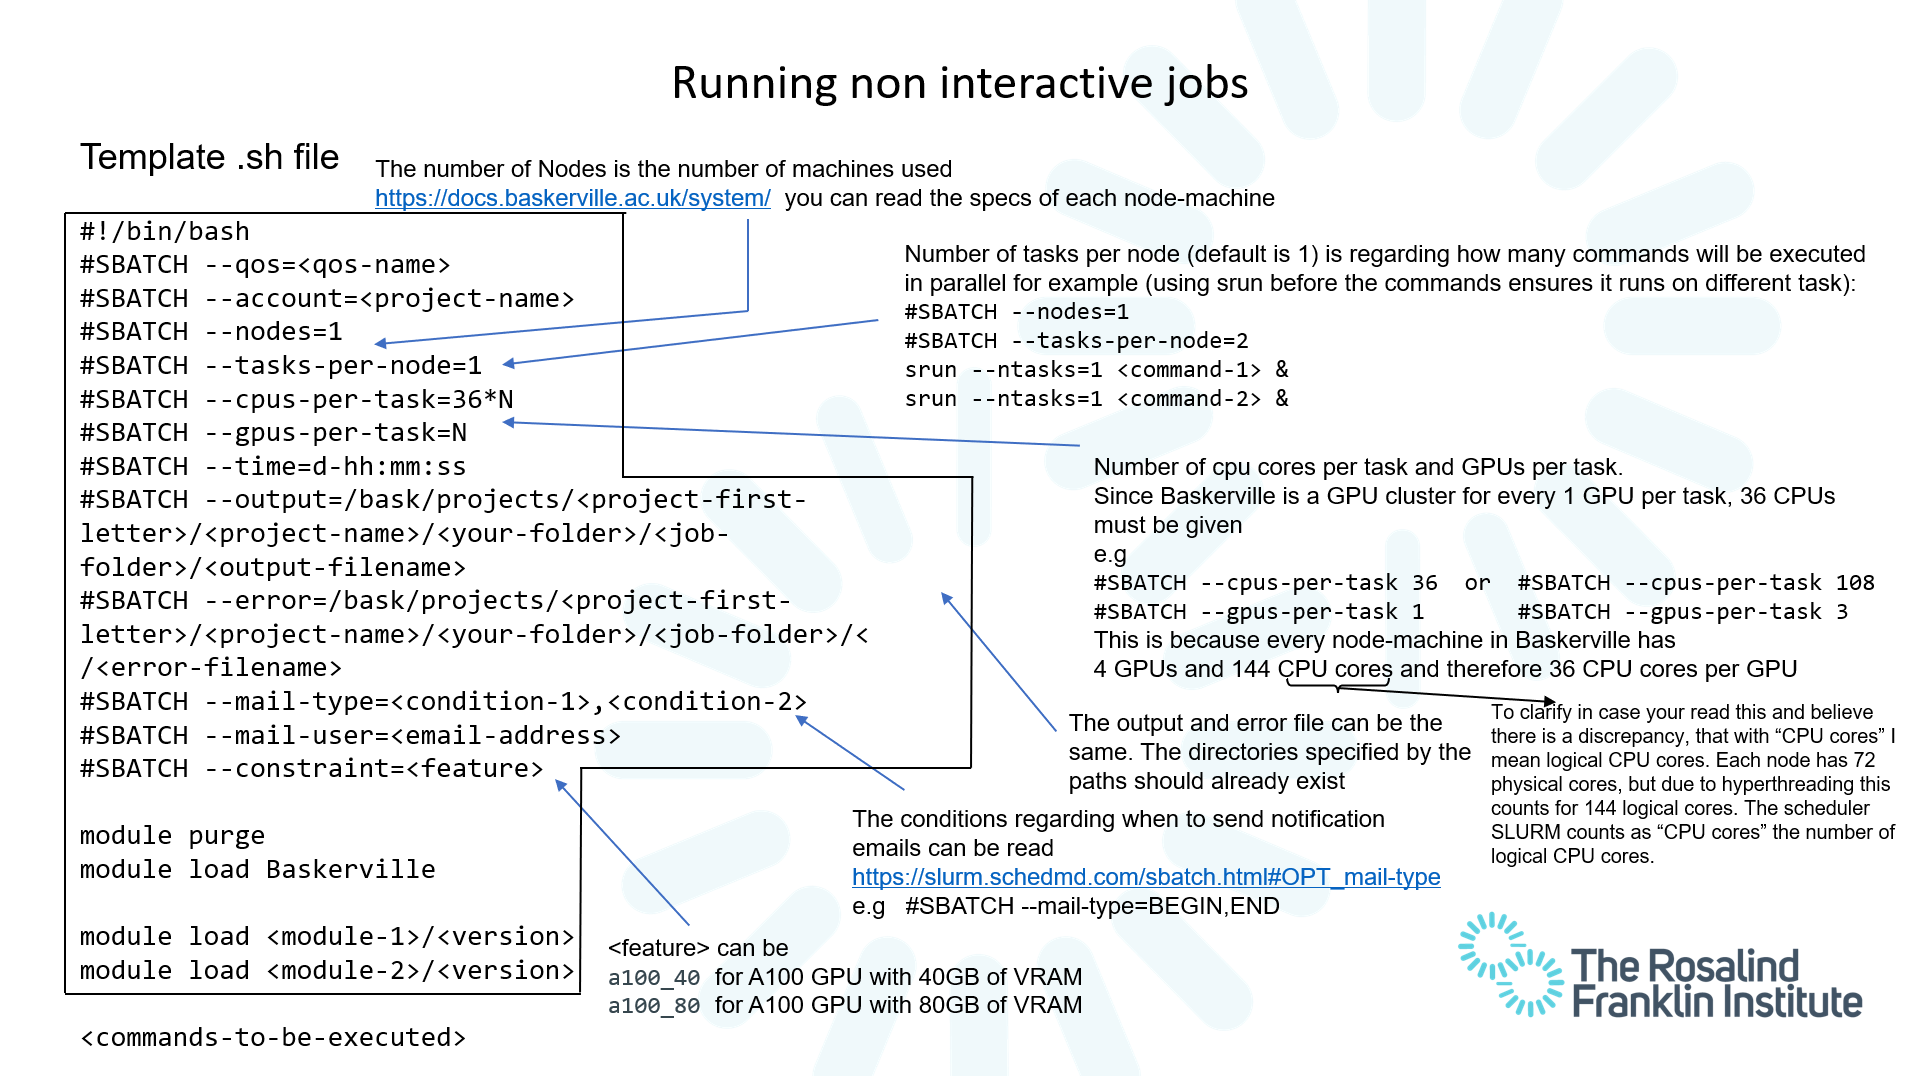 Running non interactive jobs
Template .sh file
The number of Nodes is the number of machines used
https://docs.baskerville.ac.uk/system/ you can read the specs of each node-machine
#!/bin/bash
#SBATCH --qos=<qos-name>
#SBATCH --account=<project-name>
#SBATCH --nodes=1
#SBATCH --tasks-per-node=1
#SBATCH --cpus-per-task=36*N
#SBATCH --gpus-per-task=N
#SBATCH --time=d-hh:mm:ss
#SBATCH --output=/bask/projects/<project-first-
letter>/<project-name>/<your-folder>/<job-
folder>/<output-filename>
#SBATCH --error=/bask/projects/<project-first-
letter>/<project-name>/<your-folder>/<job-folder>/<
/<error-filename>
#SBATCH --mail-type=<condition-1>,<condition-2>
#SBATCH --mail-user=<email-address>
#SBATCH --constraint=<feature>
module purge
module load Baskerville
module load <module-1>/<version>
module load <module-2>/<version>
<commands-to-be-executed>
Number of tasks per node (default is 1) is regarding how many commands will be executed
in parallel for example (using srun before the commands ensures it runs on different task):
#SBATCH --nodes=1
#SBATCH --tasks-per-node=2
srun --ntasks=1 <command-1> &
srun --ntasks=1 <command-2> &
Number of cpu cores per task and GPUs per task.
Since Baskerville is a GPU cluster for every 1 GPU per task, 36 CPUs
must be given
e.g
#SBATCH --cpus-per-task 36 or #SBATCH --cpus-per-task 108
#SBATCH --gpus-per-task 1 #SBATCH --gpus-per-task 3
This is because every node-machine in Baskerville has
4 GPUs and 144 CPU cores and therefore 36 CPU cores per GPU
To clarify in case your read this and believe
there is a discrepancy, that with “CPU cores” I
mean logical CPU cores. Each node has 72
physical cores, but due to hyperthreading this
counts for 144 logical cores. The scheduler
SLURM counts as “CPU cores” the number of
logical CPU cores.
The output and error file can be the
same. The directories specified by the
paths should already exist
The conditions regarding when to send notification
emails can be read
https://slurm.schedmd.com/sbatch.html#OPT_mail-type
e.g #SBATCH --mail-type=BEGIN,END
<feature> can be
a100_40 for A100 GPU with 40GB of VRAM
a100_80 for A100 GPU with 80GB of VRAM
The Rosalind
Franklin Institute